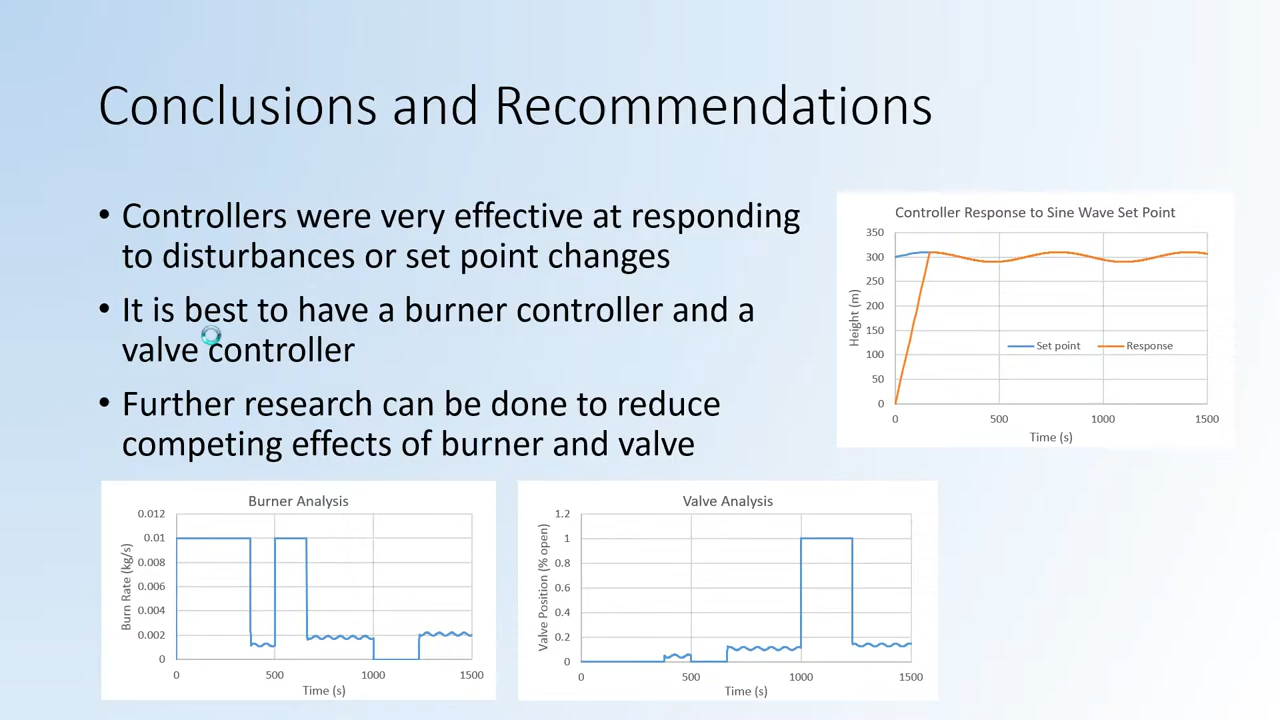 Conclusions and Recommendations
• Controllers were very effective at responding
to disturbances or set point changes
• It is best to have a burner controller and a
valve controller
• Further research can be done to reduce
competing effects of burner and valve
Controller Response to Sine Wave Set Point
350
300
250
200
150
100
50
0
Height (m)
Set point
Response
0 500 1000 1500
Time (s)
Burner Analysis
0.012
0.01
0.008
0.006
0.004
0.002
0
Burn Rate (kg/s)
0 500 1000 1500
Time (s)
Valve Analysis
1.2
1
0.8
0.6
0.4
0.2
0
Valve Position (% open)
0 500 1000 1500
Time (s)